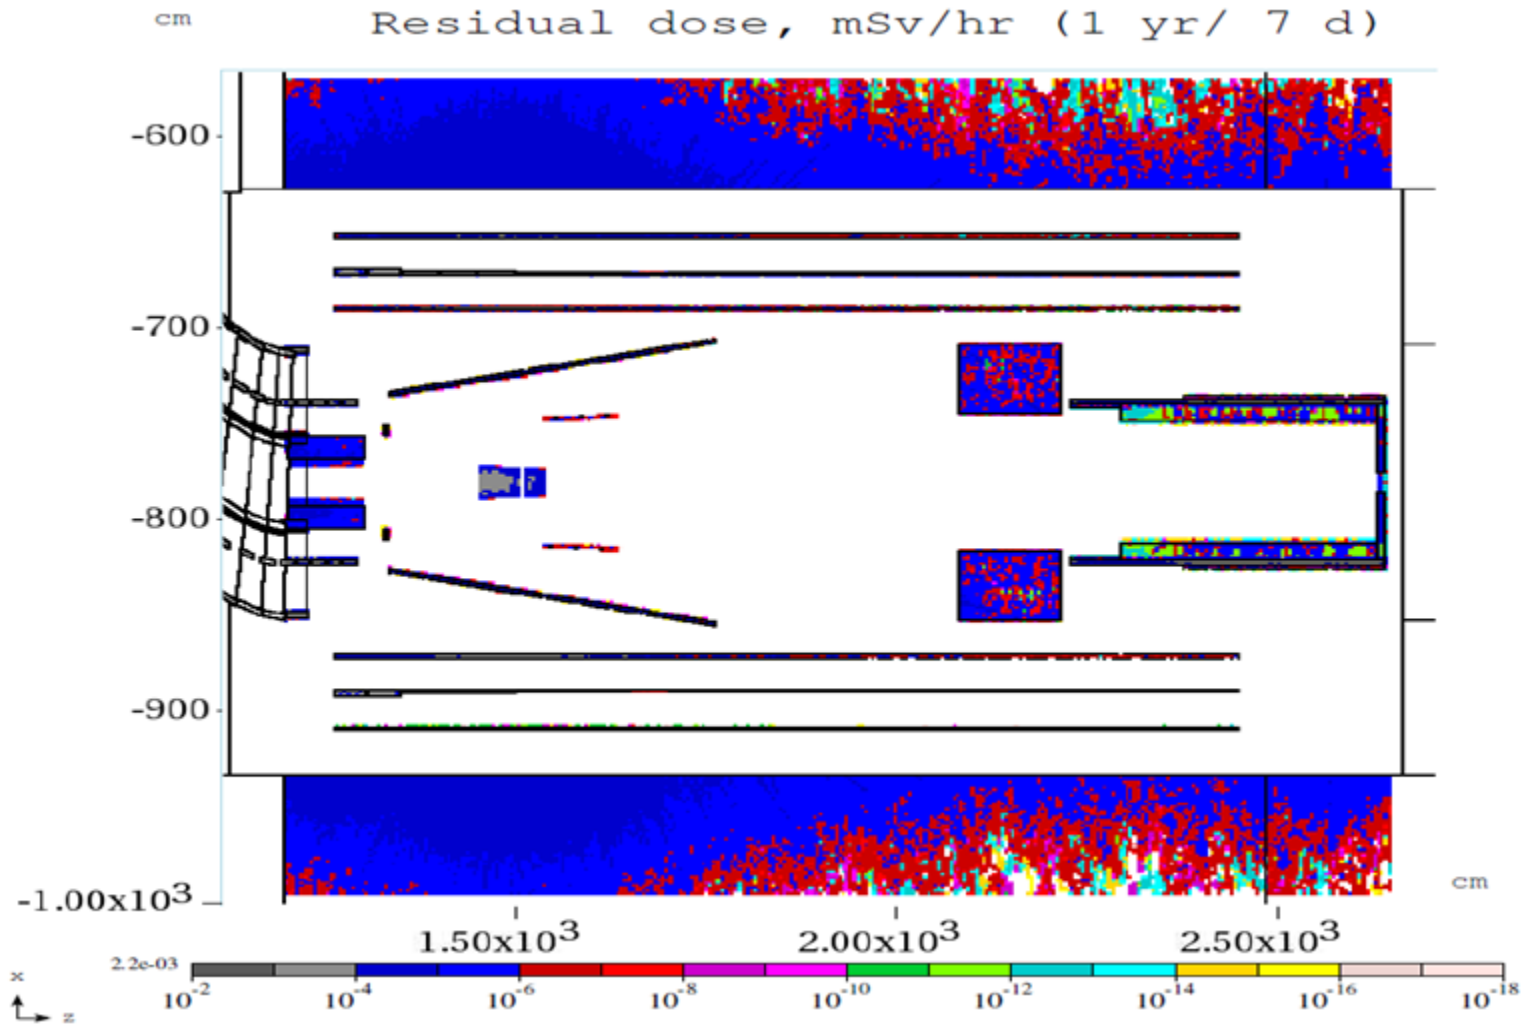 cm
Residual dose, mSv/hr (1 yr/ 7 d)
-600
-700
-800
-900
-1.00x10³
cm
1.50x10³
2.00x10³
2.50x10³
2.2e-03
10⁻² 10⁻⁴ 10⁻⁶ 10⁻⁸ 10⁻¹⁰ 10⁻¹² 10⁻¹⁴ 10⁻¹⁶ 10⁻¹⁸
x
z